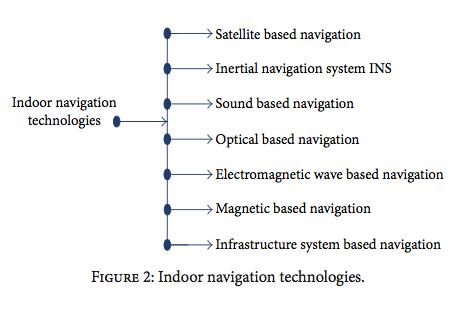 Satellite based navigation
Inertial navigation system INS
Indoor navigation
technologies
Sound based navigation
Optical based navigation
Electromagnetic wave based navigation
Magnetic based navigation
Infrastructure system based navigation
FIGURE 2: Indoor navigation technologies.